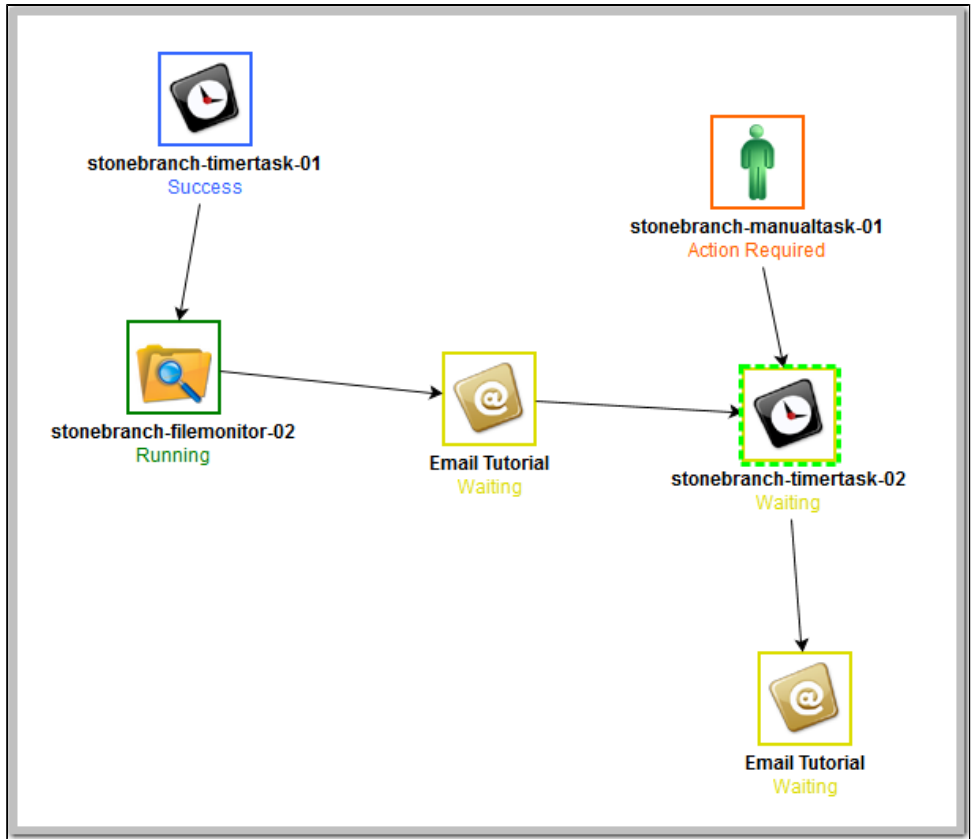 stonebranch-timertask-01
Success
stonebranch-manualtask-01
Action Required
stonebranch-filemonitor-02
Running
Email Tutorial
Waiting
stonebranch-timertask-02
Waiting
Email Tutorial
Waiting